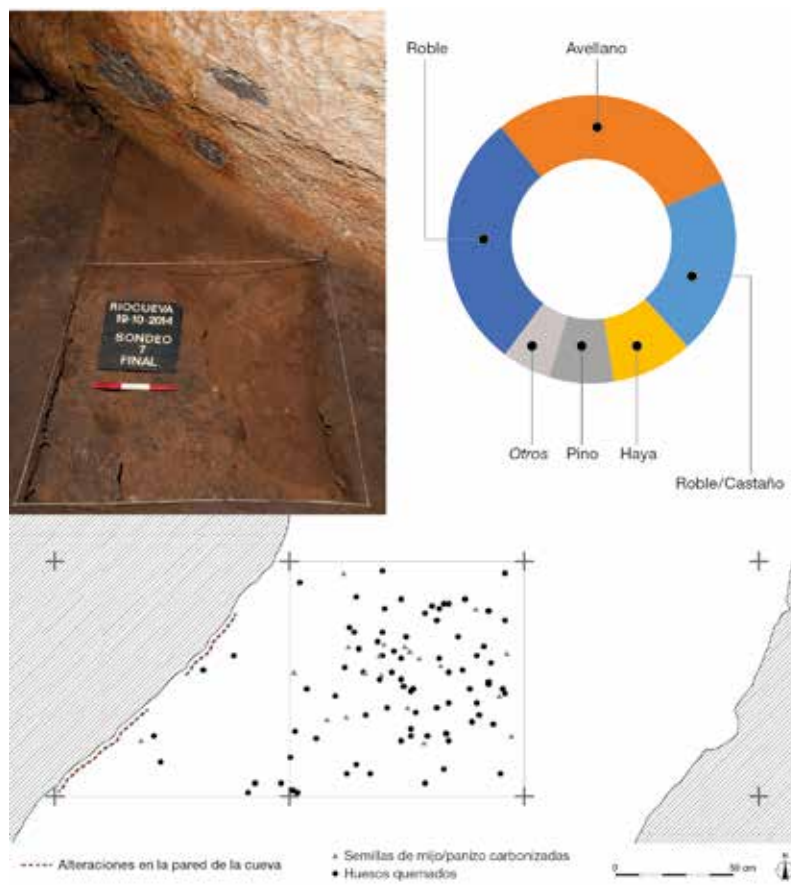 RIOCUEVA
19-10-2014
SONDEO
7
FINAL
Roble
Avellano
Otros
Pino
Haya
Roble/Castaño
Alteraciones en la pared de la cueva
Semillas de mijo/panizo carbonizadas
Huesos quemados
0
50 cm